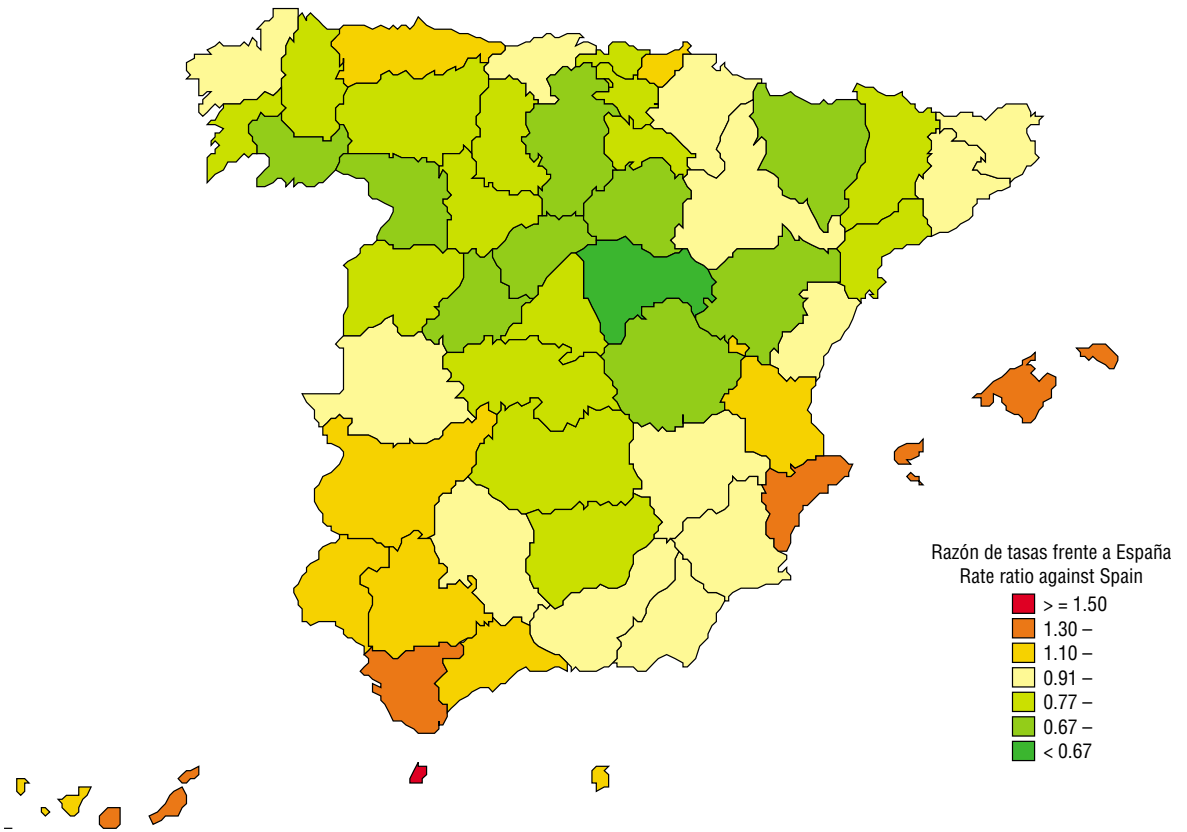 Razón de tasas frente a España
Rate ratio against Spain
> = 1.50
1.30 –
1.10 –
0.91 –
0.77 –
0.67 –
< 0.67